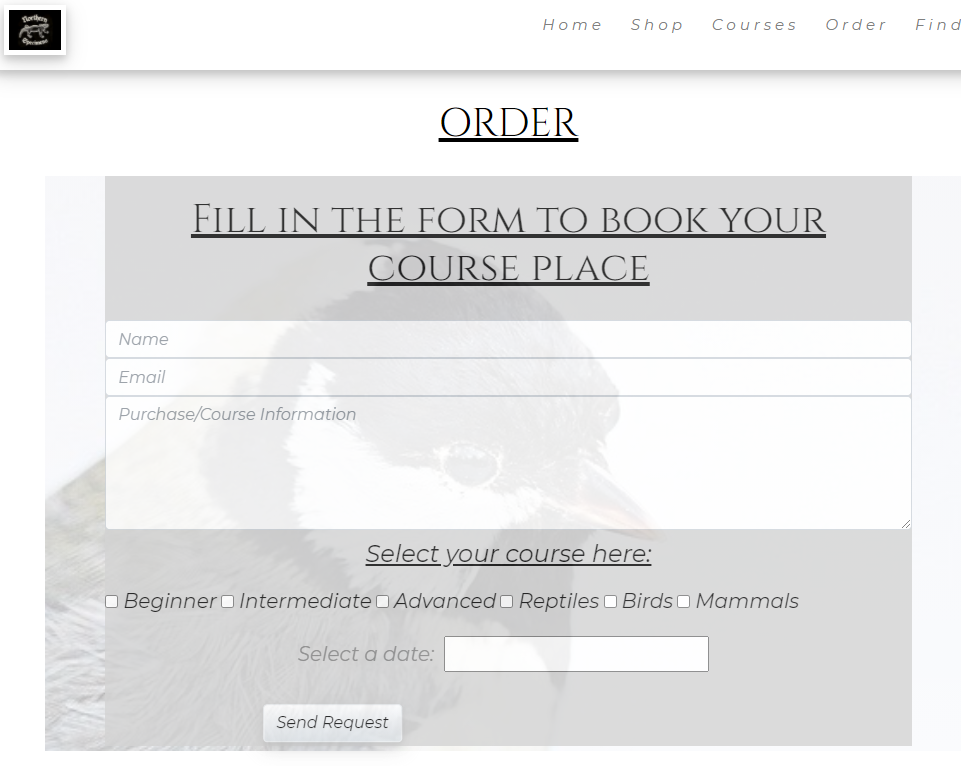 Northern
Specimens
Home Shop Courses Order Find
ORDER
Fill in the form to book your
course place
Name
Email
Purchase/Course Information
Select your course here:
Beginner Intermediate Advanced Reptiles Birds Mammals
Select a date:
Send Request